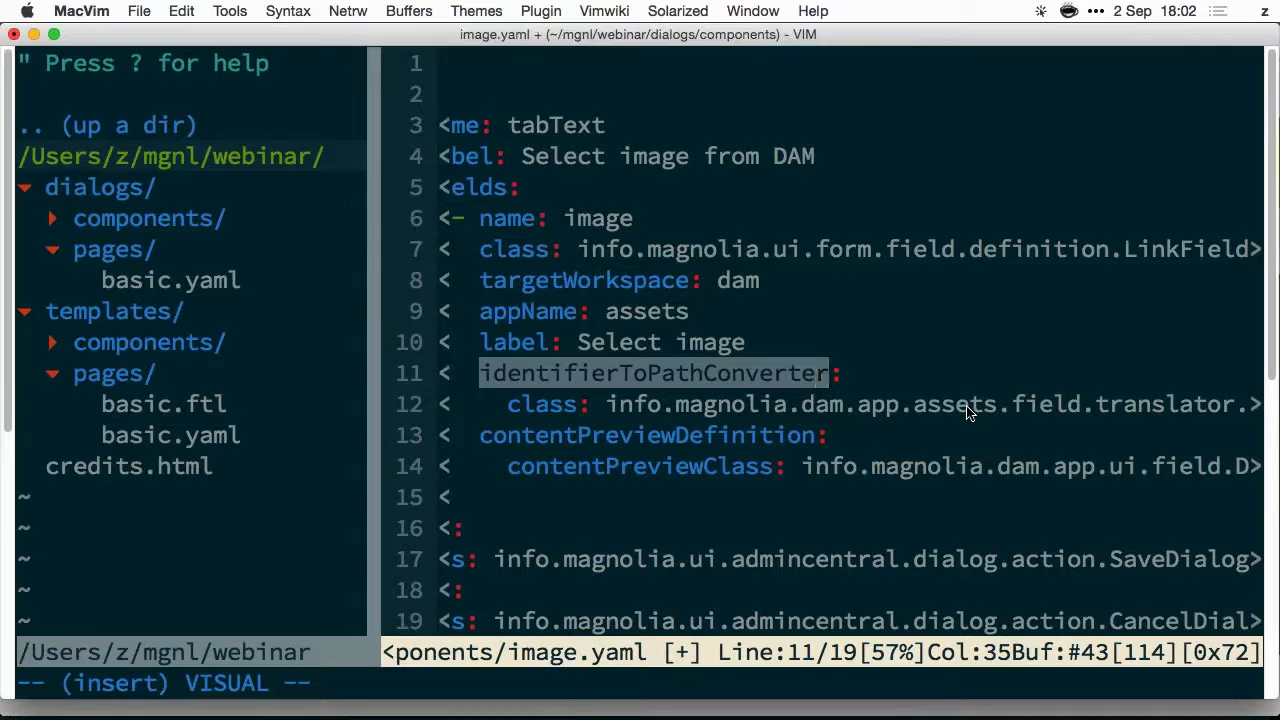 MacVim File Edit Tools Syntax Netrw Buffers Themes Plugin Vimwiki Solarized Window Help 2 Sep 18:02 z
image.yaml + (~/mgnl/webinar/dialogs/components) - VIM
" Press ? for help
.. (up a dir)
/Users/z/mgnl/webinar/
▾ dialogs/
▸ components/
▾ pages/
basic.yaml
▾ templates/
▸ components/
▾ pages/
basic.ftl
basic.yaml
credits.html
~
~
~
~
~
/Users/z/mgnl/webinar
1
2
3 <me: tabText
4 <bel: Select image from DAM
5 <elds:
6 <- name: image
7 < class: info.magnolia.ui.form.field.definition.LinkField>
8 < targetWorkspace: dam
9 < appName: assets
10 < label: Select image
11 < identifierToPathConverter:
12 < class: info.magnolia.dam.app.assets.field.translator.>
13 < contentPreviewDefinition:
14 < contentPreviewClass: info.magnolia.dam.app.ui.field.D>
15 <
16 <:
17 <s: info.magnolia.ui.admincentral.dialog.action.SaveDialog>
18 <:
19 <s: info.magnolia.ui.admincentral.dialog.action.CancelDial>
<ponents/image.yaml [+] Line:11/19[57%]Col:35Buf:#43[114][0x72]
-- (insert) VISUAL --